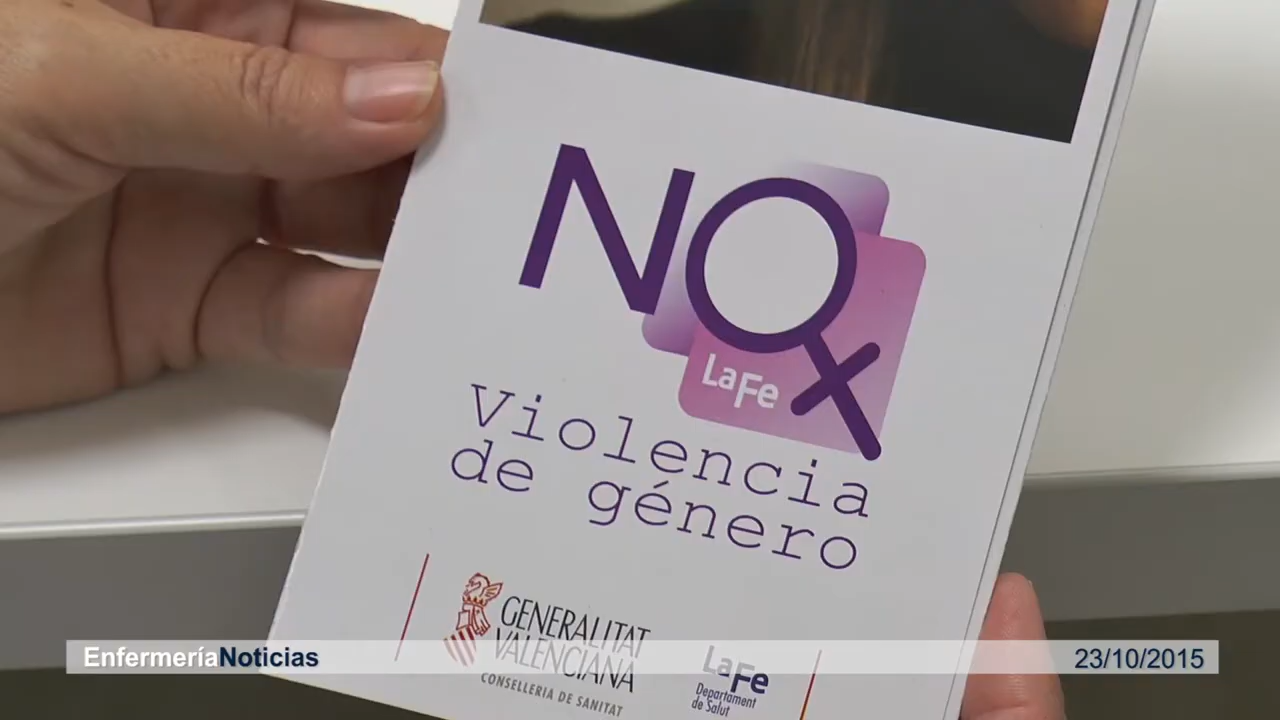 NO
LaFe
Violencia
de género
GENERALITAT
VALENCIANA
CONSELLERIA DE SANITAT
LaFe
Departament
de Salut
EnfermeríaNoticias
23/10/2015